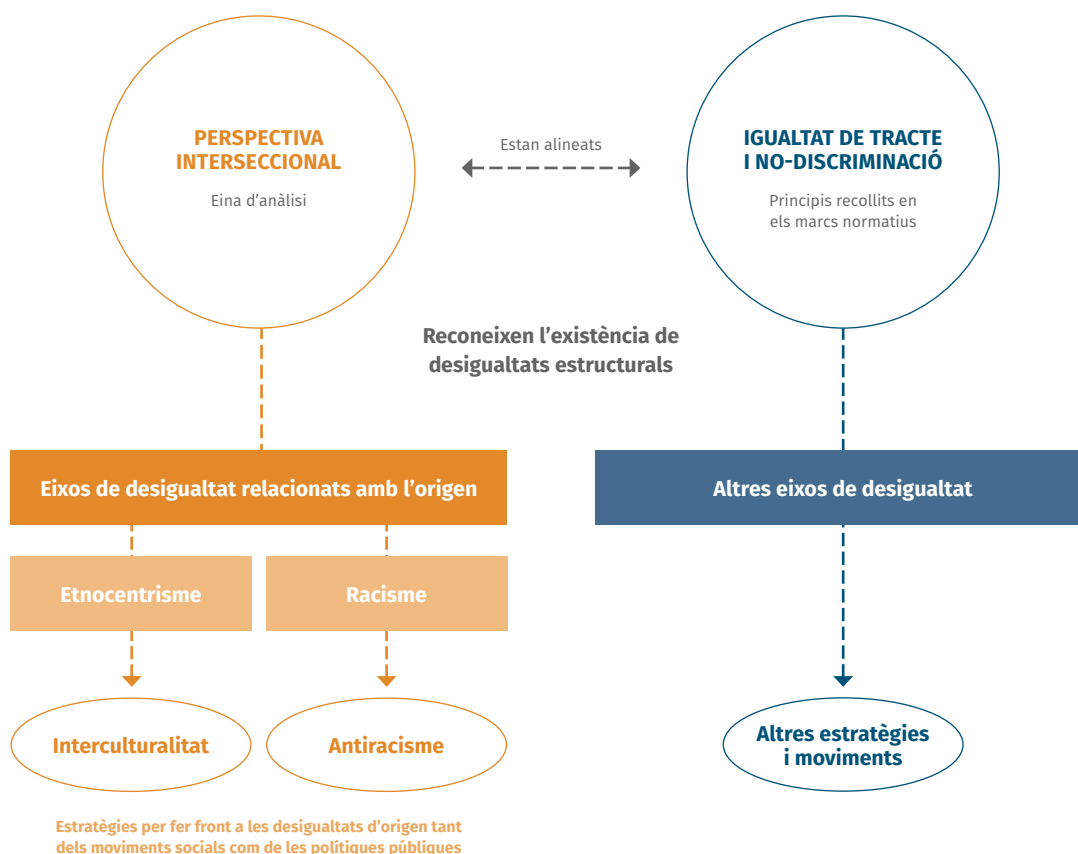 PERSPECTIVA
INTERSECCIONAL
Eina d'anàlisi
Estan alineats
IGUALTAT DE TRACTE
I NO-DISCRIMINACIÓ
Principis recollits en
els marcs normatius
Reconeixen l'existència de
desigualtats estructurals
Eixos de desigualtat relacionats amb l'origen
Altres eixos de desigualtat
Etnocentrisme
Racisme
Interculturalitat
Antiracisme
Altres estratègies
i moviments
Estratègies per fer front a les desigualtats d'origen tant
dels moviments socials com de les polítiques públiques